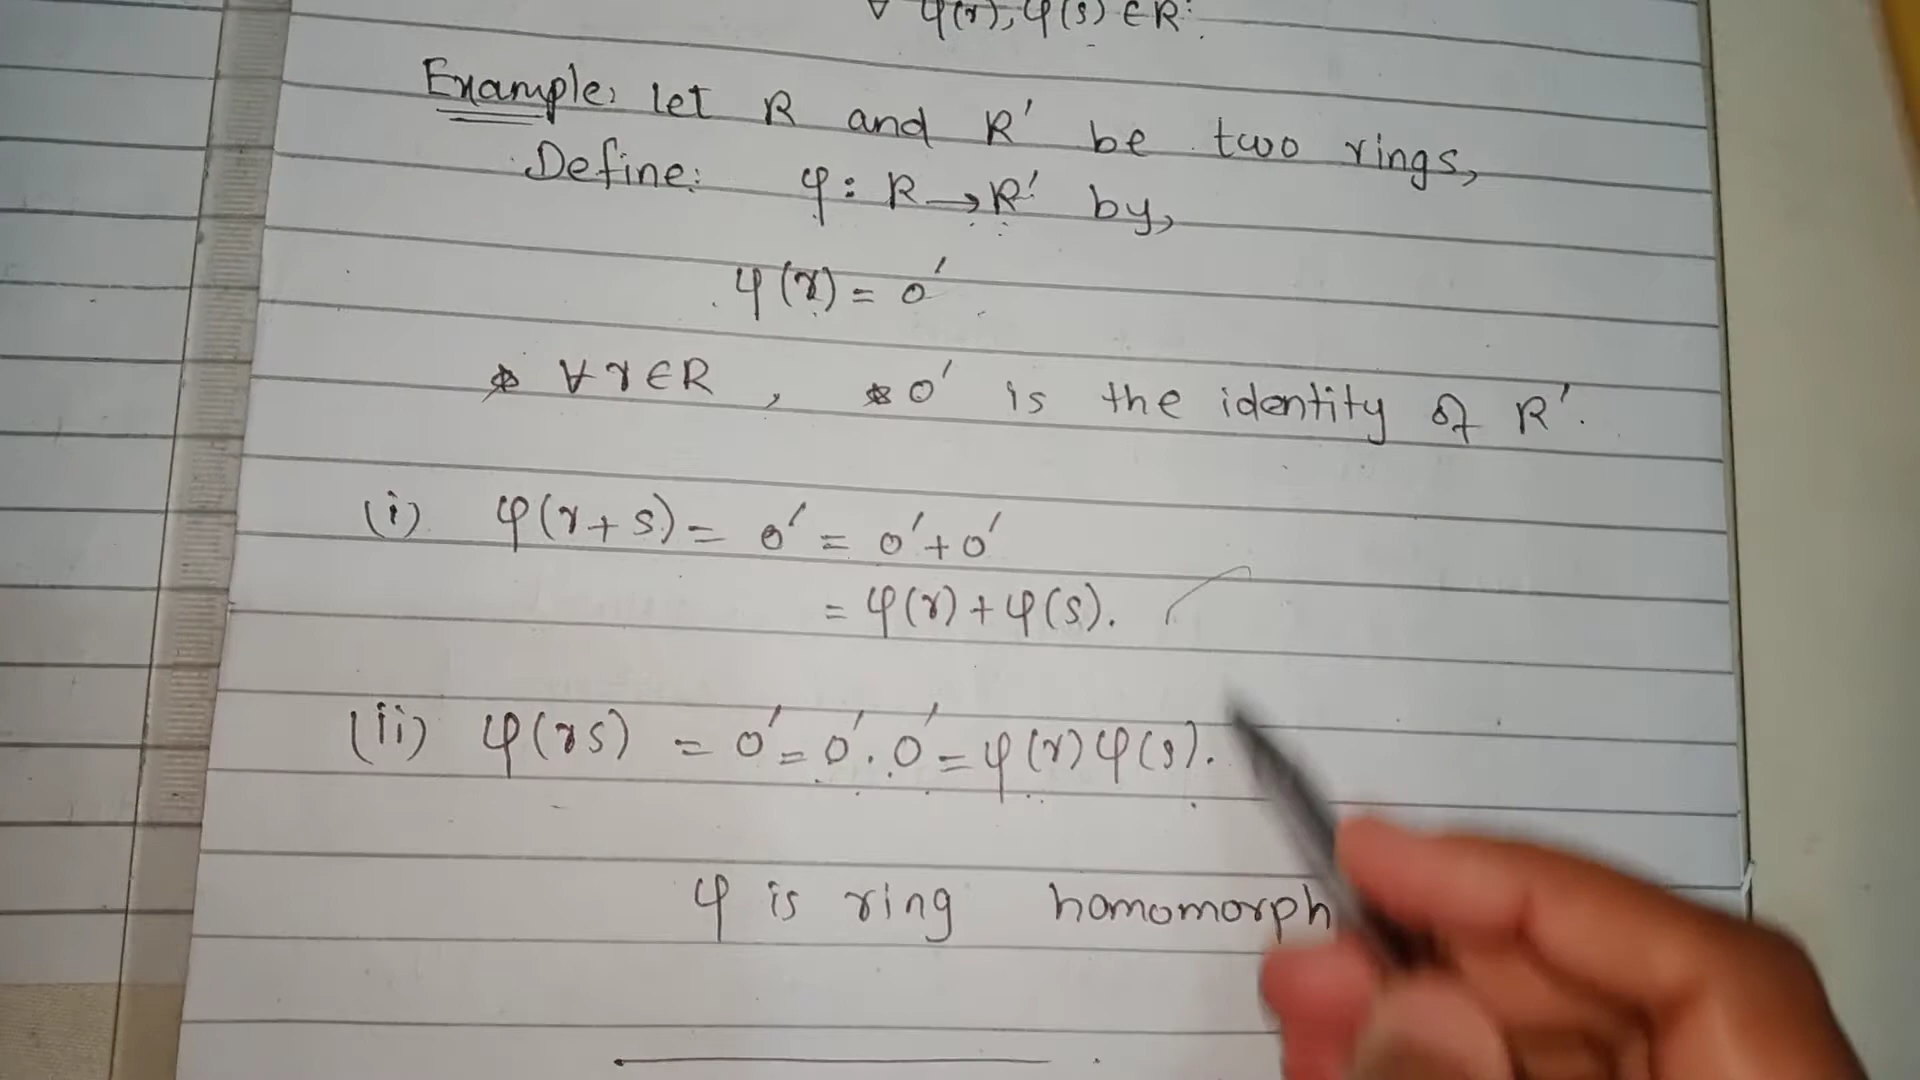 ∀ φ(r), φ(s) ∈ R'.
Example: let R and R' be two rings,
Define: φ: R → R' by,
φ(r) = 0'
∀ r ∈ R, 0' is the identity of R'.
(i) φ(r+s) = 0' = 0'+0'
= φ(r) + φ(s).
(ii) φ(rs) = 0' = 0'.0' = φ(r)φ(s).
φ is ring homomorph